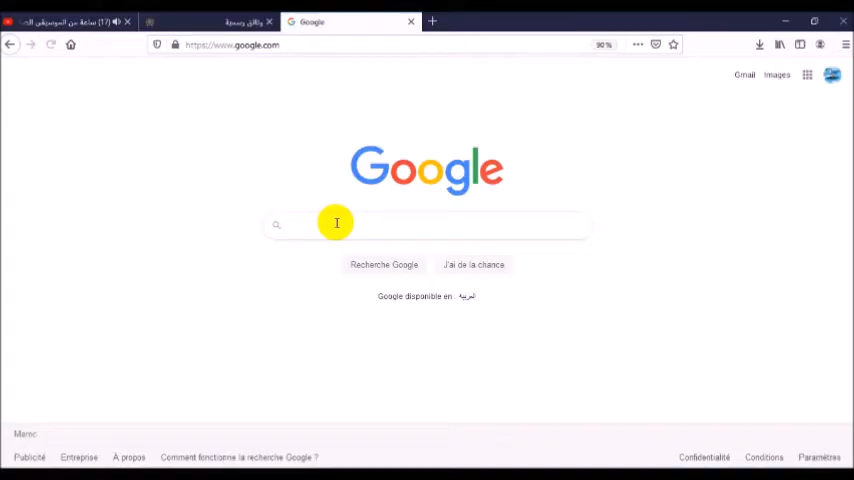 (17) ساعة من الموسيقى
وثائق رسمية
Google
https://www.google.com
90%
Gmail Images
Google
Recherche Google J'ai de la chance
Google disponible en : العربية
Maroc
Publicité Entreprise À propos Comment fonctionne la recherche Google ? Confidentialité Conditions Paramètres